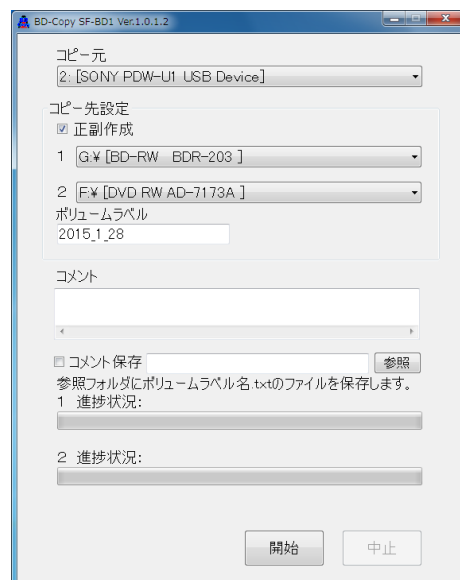 BD-Copy SF-BD1 Ver.1.0.1.2
コピー元
2: [SONY PDW-U1 USB Device]
コピー先設定
正副作成
1 G:¥ [BD-RW BDR-203 ]
2 F:¥ [DVD RW AD-7173A ]
ボリュームラベル
2015_1_28
コメント
コメント保存 参照
参照フォルダにボリュームラベル名.txtのファイルを保存します。
1 進捗状況:
2 進捗状況:
開始 中止